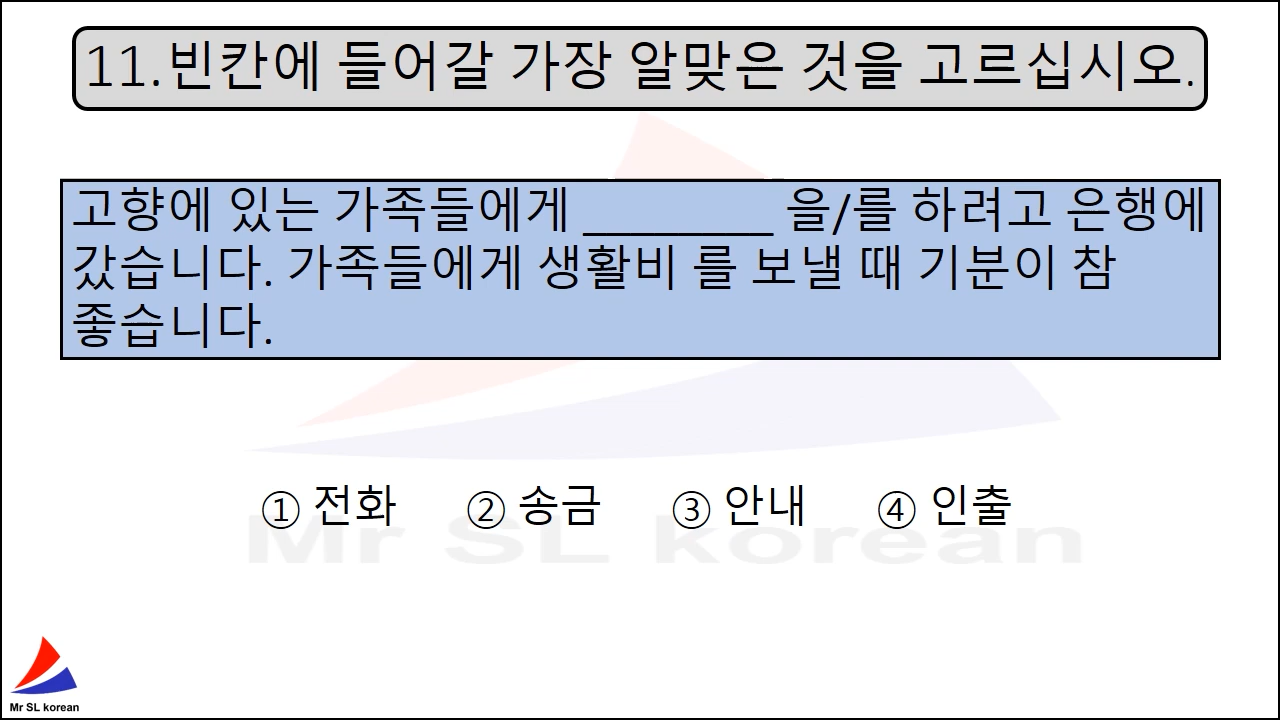 11.빈칸에 들어갈 가장 알맞은 것을 고르십시오.
고향에 있는 가족들에게 ________ 을/를 하려고 은행에
갔습니다. 가족들에게 생활비 를 보낼 때 기분이 참
좋습니다.
① 전화 ② 송금 ③ 안내 ④ 인출
Mr SL korean
Mr SL korean